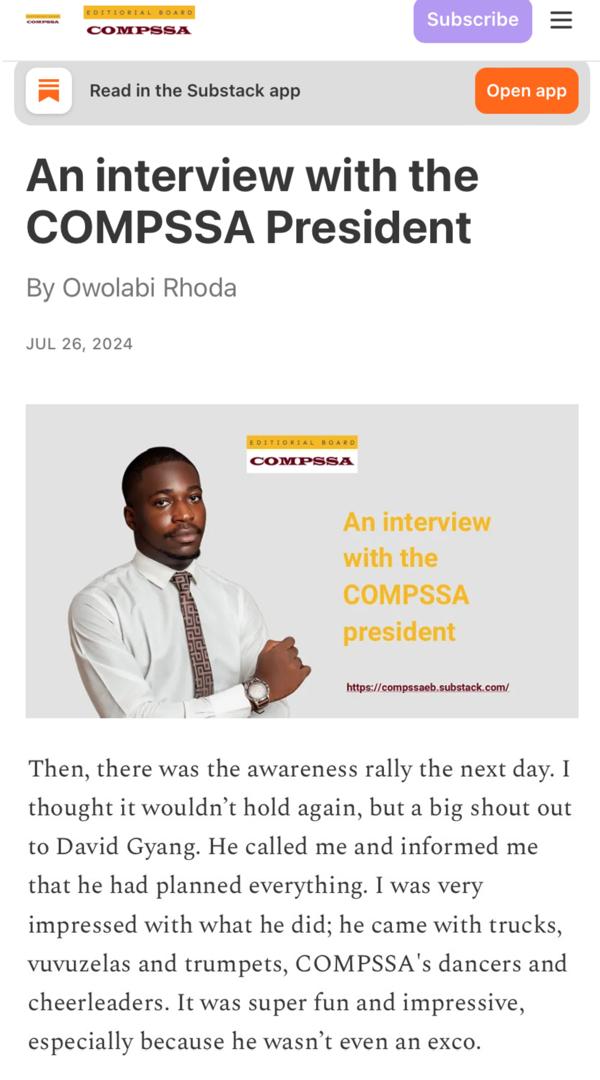 COMPSSA
EDITIORIAL BOARD
COMPSSA
Subscribe
Read in the Substack app
Open app
An interview with the
COMPSSA President
By Owolabi Rhoda
JUL 26, 2024
EDITIORIAL BOARD
COMPSSA
An interview
with the
COMPSSA
president
https://compssaeb.substack.com/
Then, there was the awareness rally the next day. I
thought it wouldn’t hold again, but a big shout out
to David Gyang. He called me and informed me
that he had planned everything. I was very
impressed with what he did; he came with trucks,
vuvuzelas and trumpets, COMPSSA's dancers and
cheerleaders. It was super fun and impressive,
especially because he wasn’t even an exco.